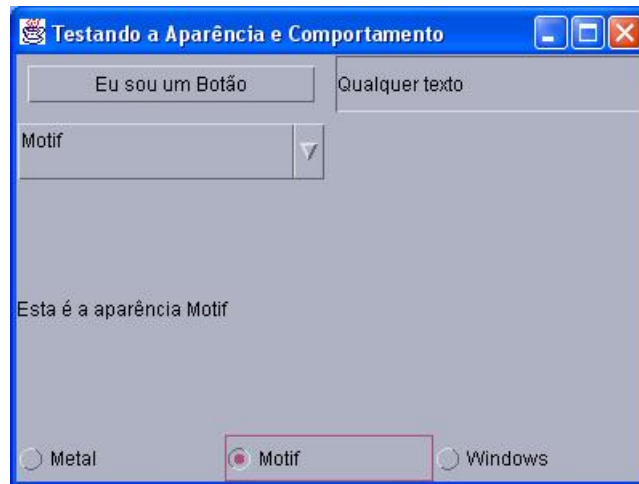 Testando a Aparência e Comportamento
Eu sou um Botão
Qualquer texto
Motif
Esta é a aparência Motif
Metal
Motif
Windows